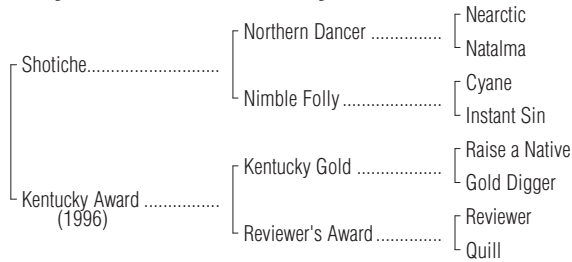 Nearctic
Northern Dancer ...............
Natalma
Shotiche...........................
Cyane
Nimble Folly....................
Instant Sin
Raise a Native
Kentucky Gold .................
Gold Digger
Kentucky Award ...............
(1996)
Reviewer
Reviewer's Award.............
Quill